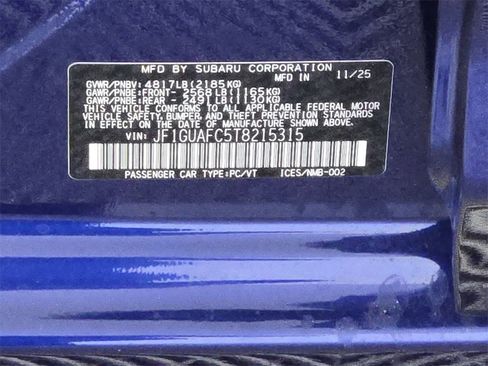 MFD BY SUBARU CORPORATION
MFD IN 11/25
GVWR/PNBV: 4817LB(2185KG)
GAWR/PNBE:FRONT- 2568LB(1165KG)
GAWR/PNBE:REAR - 2491LB(1130KG)
THIS VEHICLE CONFORMS TO ALL APPLICABLE FEDERAL MOTOR
VEHICLE SAFETY, BUMPER, AND THEFT PREVENTION STANDARDS
IN EFFECT ON THE DATE OF MANUFACTURE SHOWN ABOVE.
VIN: JF1GUAFC5T8215315
PASSENGER CAR TYPE:PC/VT ICES/NMB-002